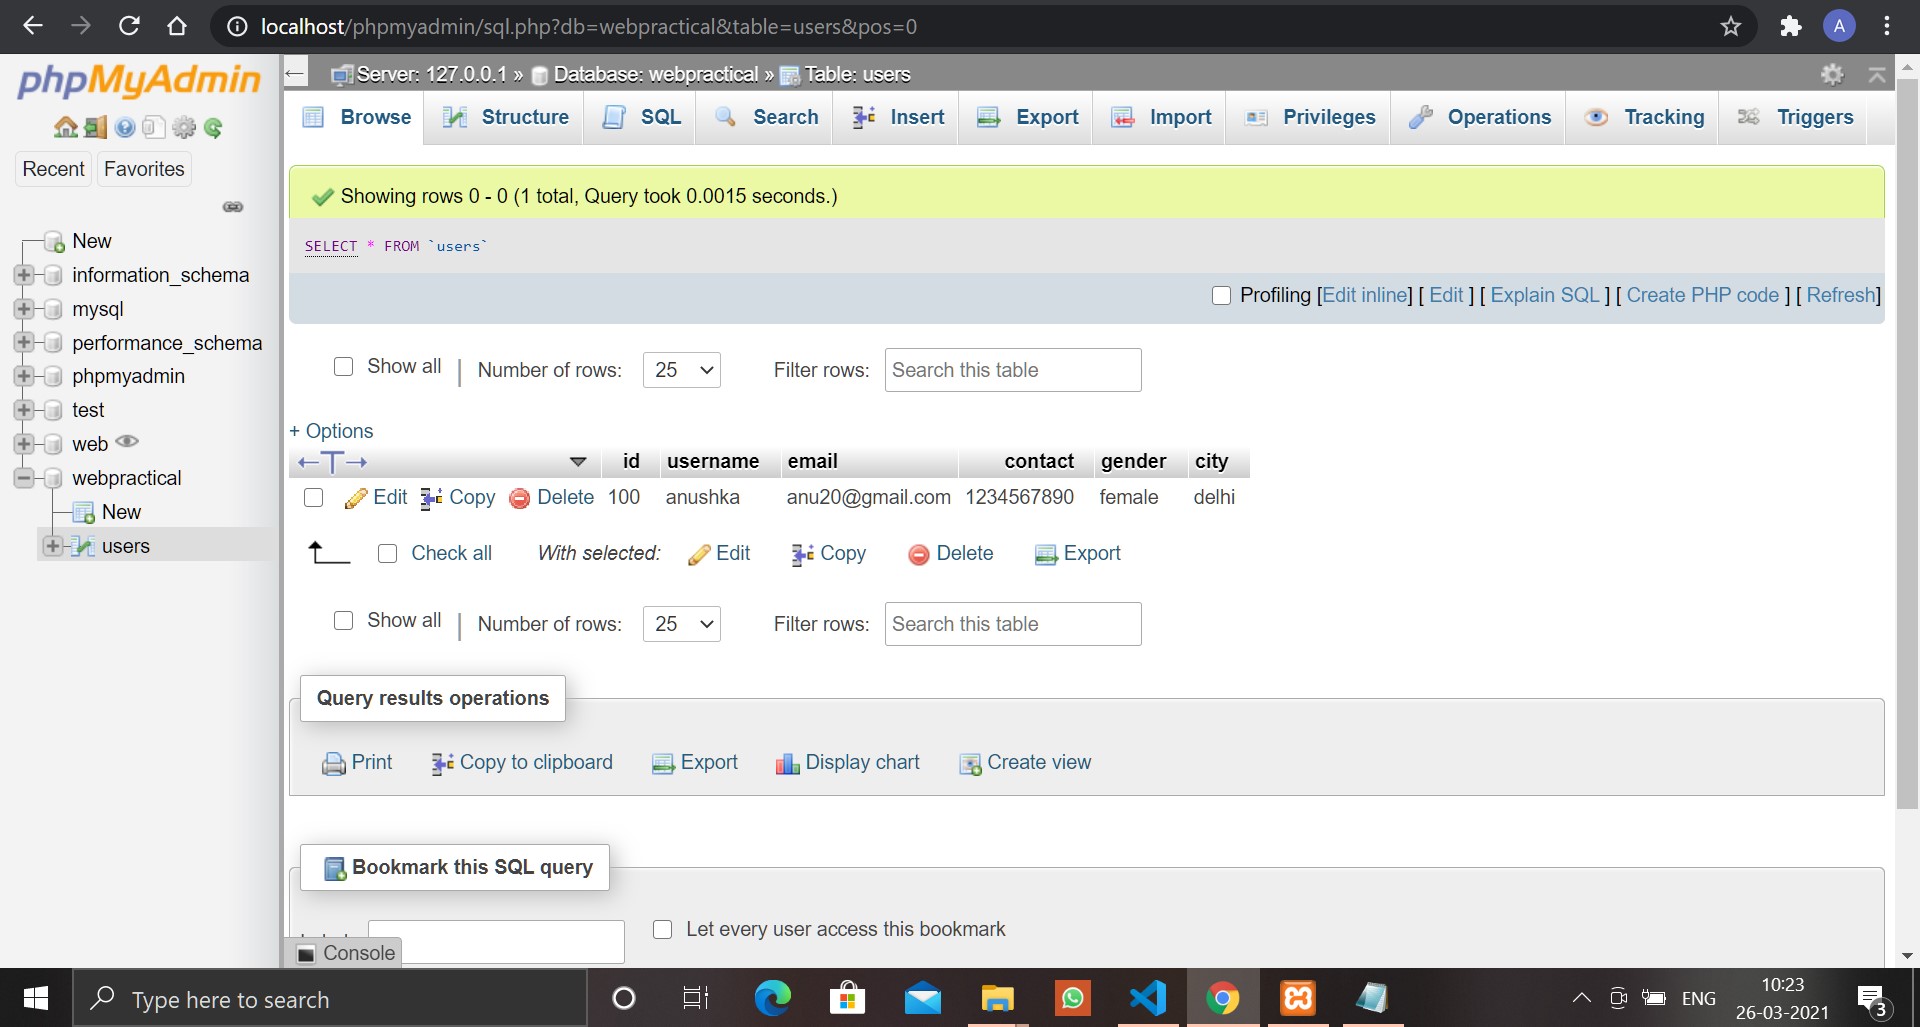 localhost/phpmyadmin/sql.php?db=webpractical&table=users&pos=0
A
phpMyAdmin
Recent
Favorites
New
information_schema
mysql
performance_schema
phpmyadmin
test
web
webpractical
New
users
Server: 127.0.0.1 » Database: webpractical » Table: users
Browse Structure SQL Search Insert Export Import Privileges Operations Tracking Triggers
Showing rows 0 - 0 (1 total, Query took 0.0015 seconds.)
SELECT * FROM `users`
Profiling [Edit inline] [ Edit ] [ Explain SQL ] [ Create PHP code ] [ Refresh]
Show all | Number of rows: 25 Filter rows: Search this table
+ Options
←T→ id username email contact gender city
Edit Copy Delete 100 anushka anu20@gmail.com 1234567890 female delhi
Check all With selected: Edit Copy Delete Export
Show all | Number of rows: 25 Filter rows: Search this table
Query results operations
Print Copy to clipboard Export Display chart Create view
Bookmark this SQL query
Let every user access this bookmark
Console
Type here to search
ENG
10:23
26-03-2021
3